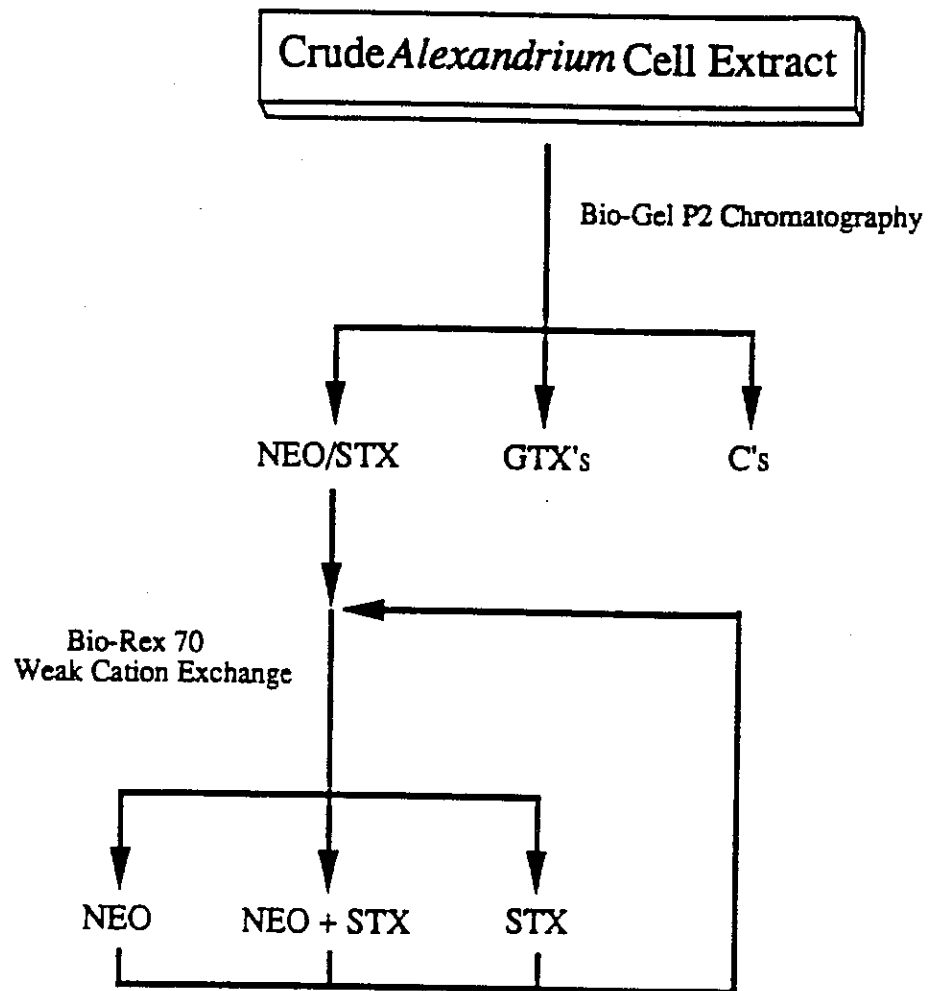 Crude Alexandrium Cell Extract
Bio-Gel P2 Chromatography
NEO/STX
GTX's
C's
Bio-Rex 70
Weak Cation Exchange
NEO
NEO + STX
STX